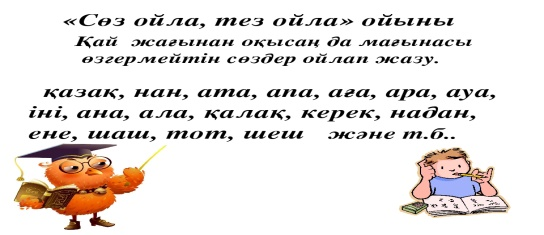 «Сөз ойла, тез ойла» ойыны
Қай жағынан оқысаң да мағынасы
өзгермейтін сөздер ойлап жазу.
қазақ, нан, ата, апа, аға, ара, ауа,
іні, ана, ала, қалақ, керек, надан,
ене, шаш, тот, шеш және т.б..